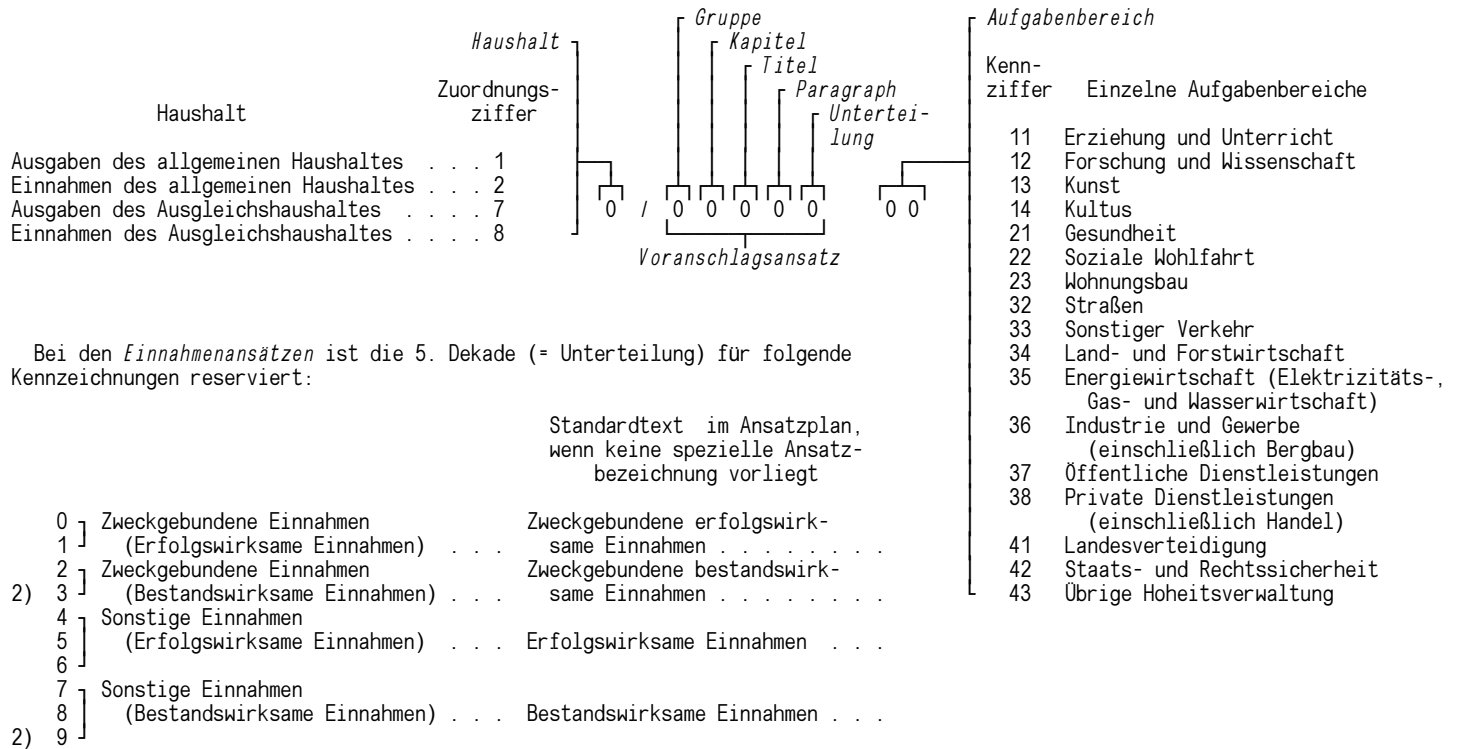 Gruppe
Kapitel
Titel
Paragraph
Untertei-
lung
Haushalt
Zuordnungs-
Haushalt ziffer
Ausgaben des allgemeinen Haushaltes . . . 1
Einnahmen des allgemeinen Haushaltes . . . 2
Ausgaben des Ausgleichshaushaltes . . . . 7
Einnahmen des Ausgleichshaushaltes . . . . 8
0 / 0 0 0 0 0 0 0
Voranschlagsansatz
Aufgabenbereich
Kenn-
ziffer Einzelne Aufgabenbereiche
11 Erziehung und Unterricht
12 Forschung und Wissenschaft
13 Kunst
14 Kultus
21 Gesundheit
22 Soziale Wohlfahrt
23 Wohnungsbau
32 Straßen
33 Sonstiger Verkehr
34 Land- und Forstwirtschaft
35 Energiewirtschaft (Elektrizitäts-,
Gas- und Wasserwirtschaft)
36 Industrie und Gewerbe
(einschließlich Bergbau)
37 Öffentliche Dienstleistungen
38 Private Dienstleistungen
(einschließlich Handel)
41 Landesverteidigung
42 Staats- und Rechtssicherheit
43 Übrige Hoheitsverwaltung
Bei den Einnahmenansätzen ist die 5. Dekade (= Unterteilung) für folgende
Kennzeichnungen reserviert:
Standardtext im Ansatzplan,
wenn keine spezielle Ansatz-
bezeichnung vorliegt
0 Zweckgebundene Einnahmen Zweckgebundene erfolgswirk-
1 (Erfolgswirksame Einnahmen) . . . same Einnahmen . . . . . . . .
2 Zweckgebundene Einnahmen Zweckgebundene bestandswirk-
2) 3 (Bestandswirksame Einnahmen) . . . same Einnahmen . . . . . . . .
4 Sonstige Einnahmen
5 (Erfolgswirksame Einnahmen) . . . Erfolgswirksame Einnahmen . . .
6
7 Sonstige Einnahmen
8 (Bestandswirksame Einnahmen) . . . Bestandswirksame Einnahmen . . .
2) 9